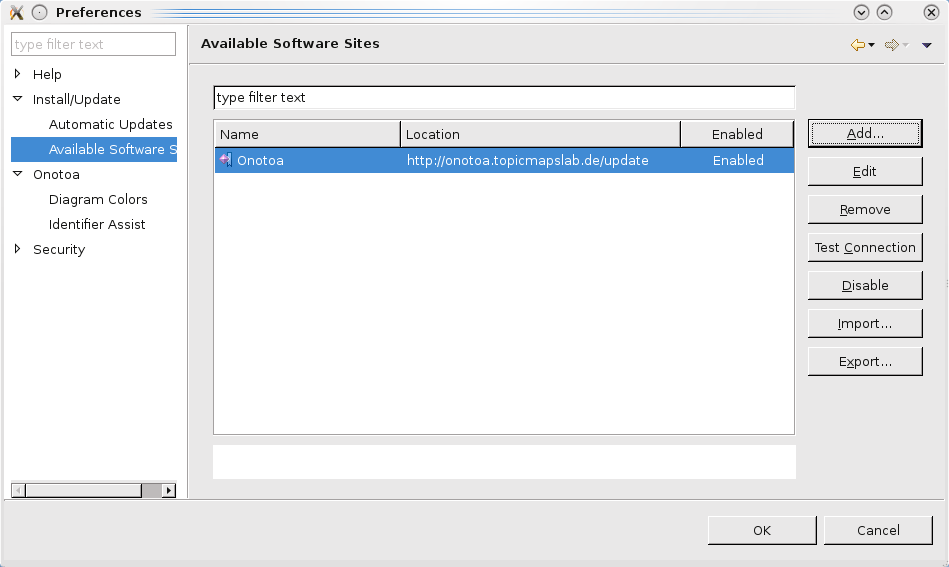 Preferences
type filter text
Help
Install/Update
Automatic Updates
Available Software S
Onotoa
Diagram Colors
Identifier Assist
Security
Available Software Sites
type filter text
Name Location Enabled
Onotoa http://onotoa.topicmapslab.de/update Enabled
Add...
Edit
Remove
Test Connection
Disable
Import...
Export...
OK Cancel